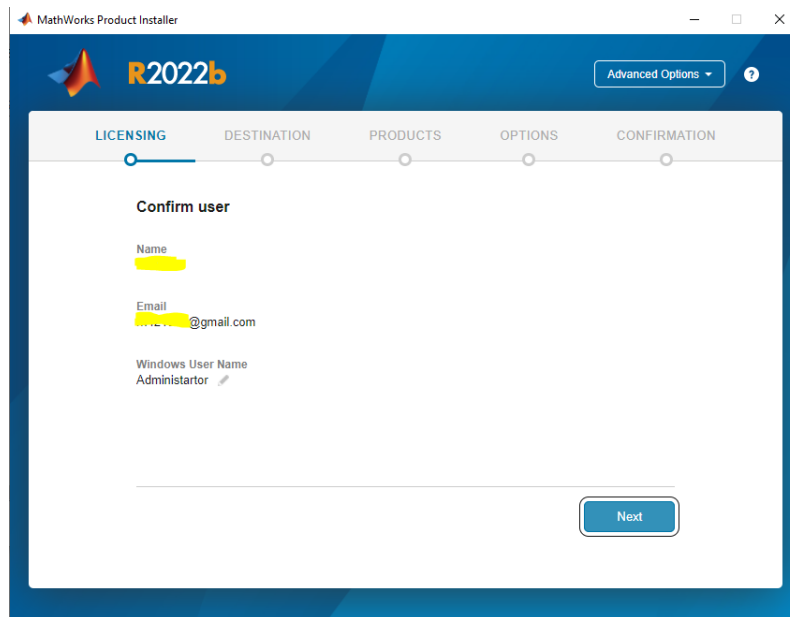 MathWorks Product Installer
R2022b
Advanced Options
?
LICENSING DESTINATION PRODUCTS OPTIONS CONFIRMATION
Confirm user
Name
Email
@gmail.com
Windows User Name
Administartor
Next